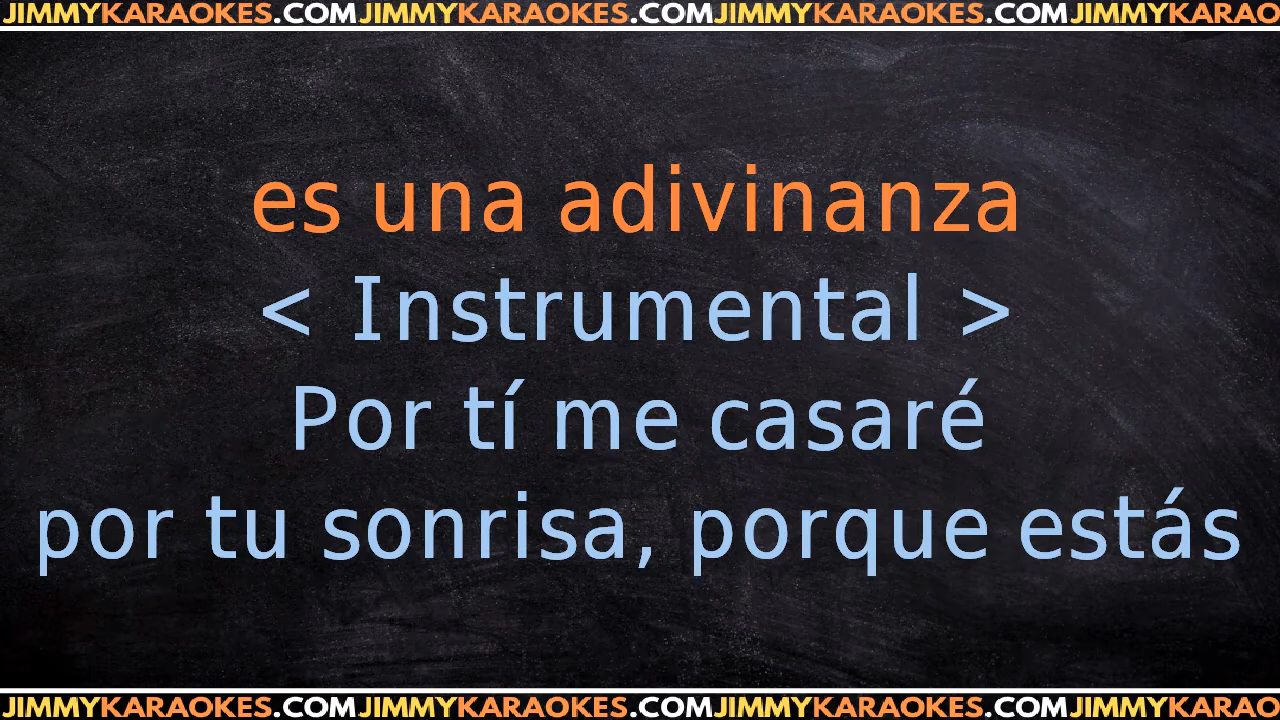 JIMMYKARAOKES.COMJIMMYKARAOKES.COMJIMMYKARAOKES.COMJIMMYKARAO
es una adivinanza
< Instrumental >
Por tí me casaré
por tu sonrisa, porque estás
JIMMYKARAOKES.COMJIMMYKARAOKES.COMJIMMYKARAOKES.COMJIMMYKARAO